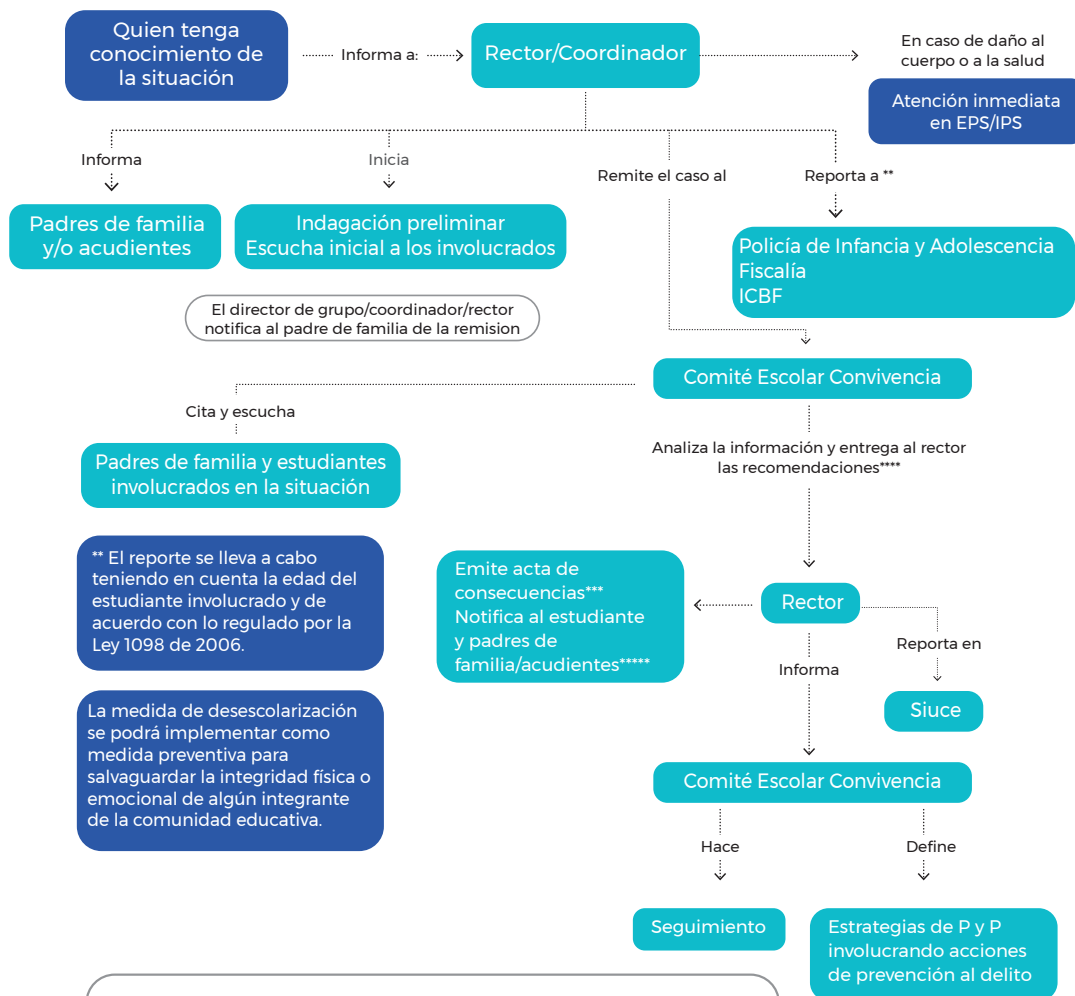 Quien tenga
conocimiento de
la situación
Informa a:
Rector/Coordinador
En caso de daño al
cuerpo o a la salud
Atención inmediata
en EPS/IPS
Informa
Inicia
Remite el caso al
Reporta a **
Padres de familia
y/o acudientes
Indagación preliminar
Escucha inicial a los involucrados
Policía de Infancia y Adolescencia
Fiscalía
ICBF
El director de grupo/coordinador/rector
notifica al padre de familia de la remision
Comité Escolar Convivencia
Cita y escucha
Padres de familia y estudiantes
involucrados en la situación
Analiza la información y entrega al rector
las recomendaciones****
** El reporte se lleva a cabo
teniendo en cuenta la edad del
estudiante involucrado y de
acuerdo con lo regulado por la
Ley 1098 de 2006.
Emite acta de
consecuencias***
Notifica al estudiante
y padres de
familia/acudientes*****
Rector
Reporta en
Siuce
Informa
La medida de desescolarización
se podrá implementar como
medida preventiva para
salvaguardar la integridad física o
emocional de algún integrante
de la comunidad educativa.
Comité Escolar Convivencia
Hace
Define
Seguimiento
Estrategias de P y P
involucrando acciones
de prevención al delito